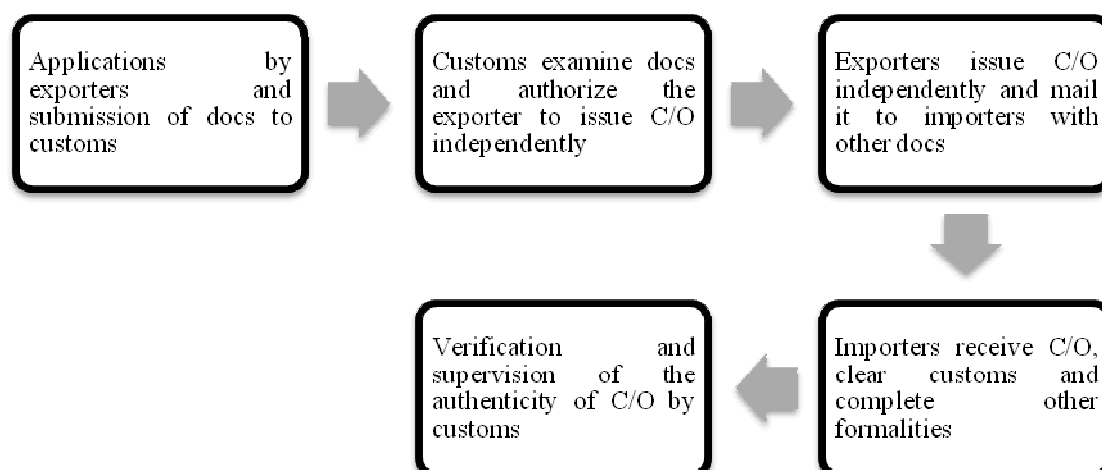 Applications by
exporters and
submission of docs to
customs
Customs examine docs
and authorize the
exporter to issue C/O
independently
Exporters issue C/O
independently and mail
it to importers with
other docs
Importers receive C/O,
clear customs and
complete other
formalities
Verification and
supervision of the
authenticity of C/O by
customs